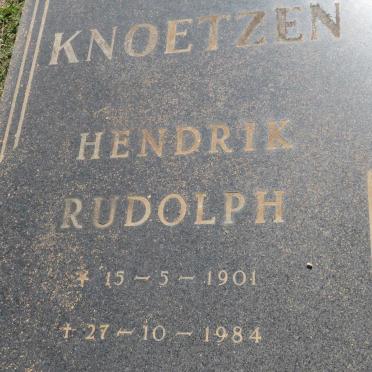 KNOETZEN
HENDRIK
RUDOLPH
* 15 – 5 – 1901
† 27 – 10 – 1984